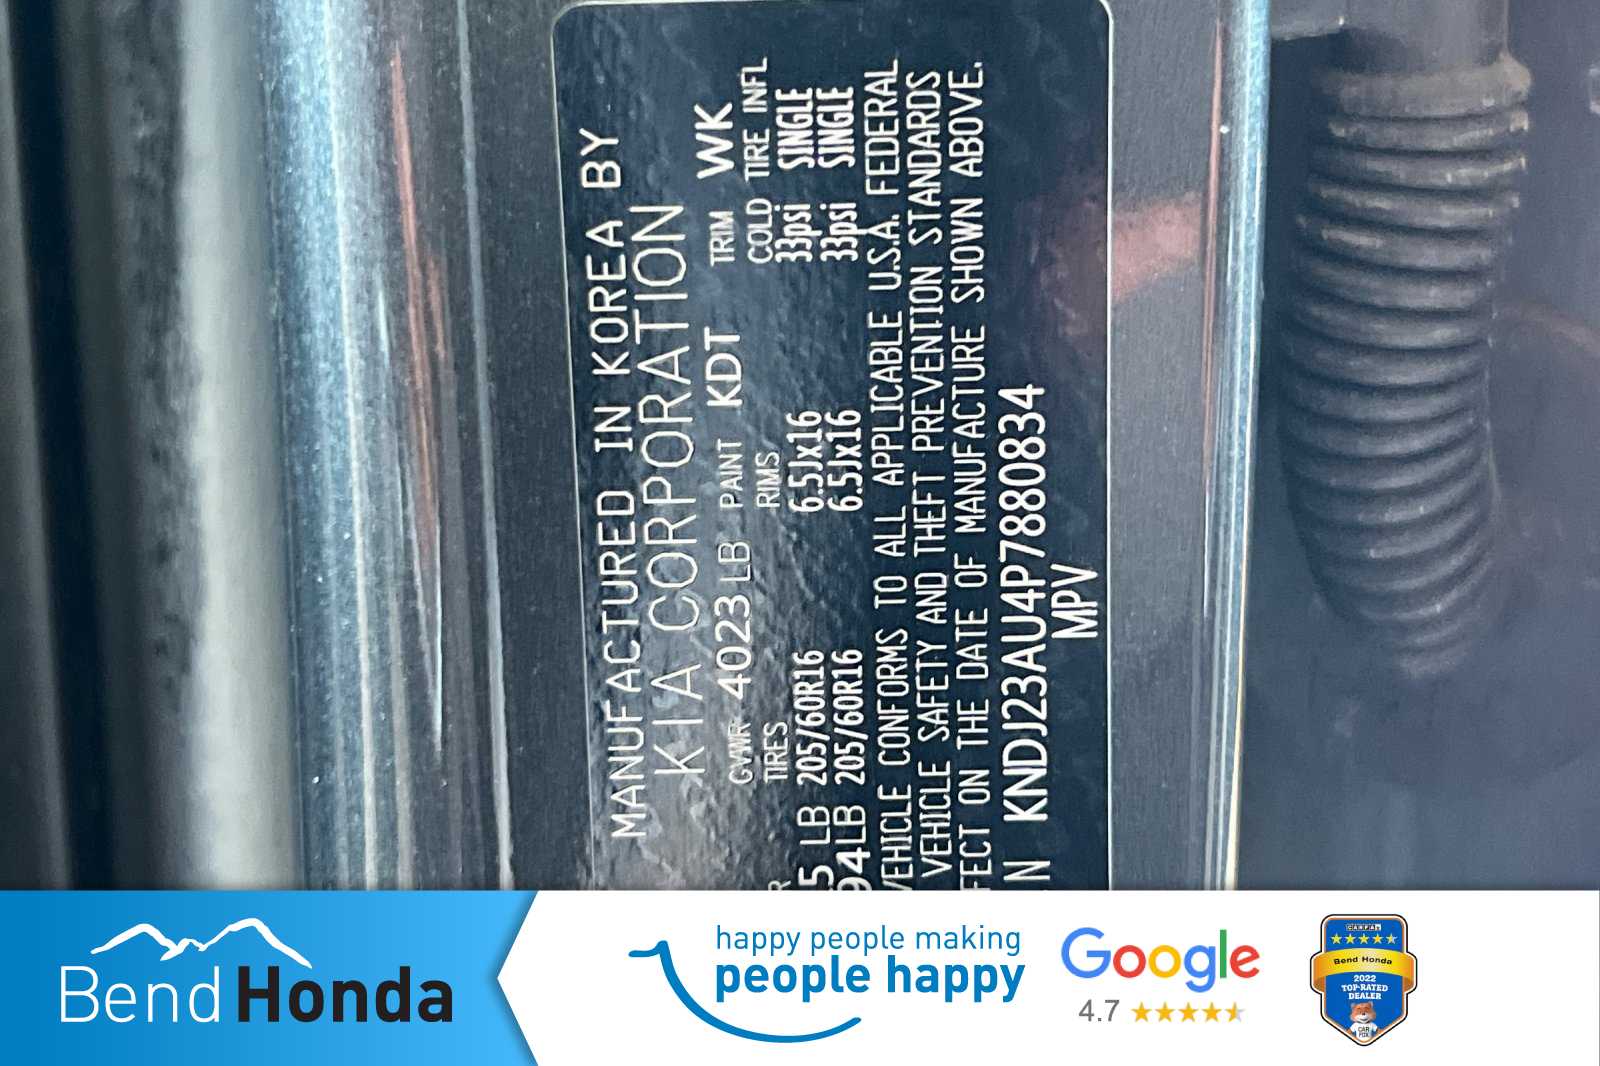 MANUFACTURED IN KOREA BY
KIA CORPORATION
GVWR 4023 LB PAINT KDT TRIM WK
TIRES RIMS COLD TIRE INFL
5 LB 205/60R16 6.5Jx16 33psi SINGLE
94LB 205/60R16 6.5Jx16 33psi SINGLE
VEHICLE CONFORMS TO ALL APPLICABLE U.S.A. FEDERAL
VEHICLE SAFETY AND THEFT PREVENTION STANDARDS
FECT ON THE DATE OF MANUFACTURE SHOWN ABOVE.
N KNDJ23AU4P7880834
MPV
Bend Honda
happy people making
people happy
Google
4.7
CARFAX
Bend Honda
2022
TOP-RATED
DEALER
CAR
FOX